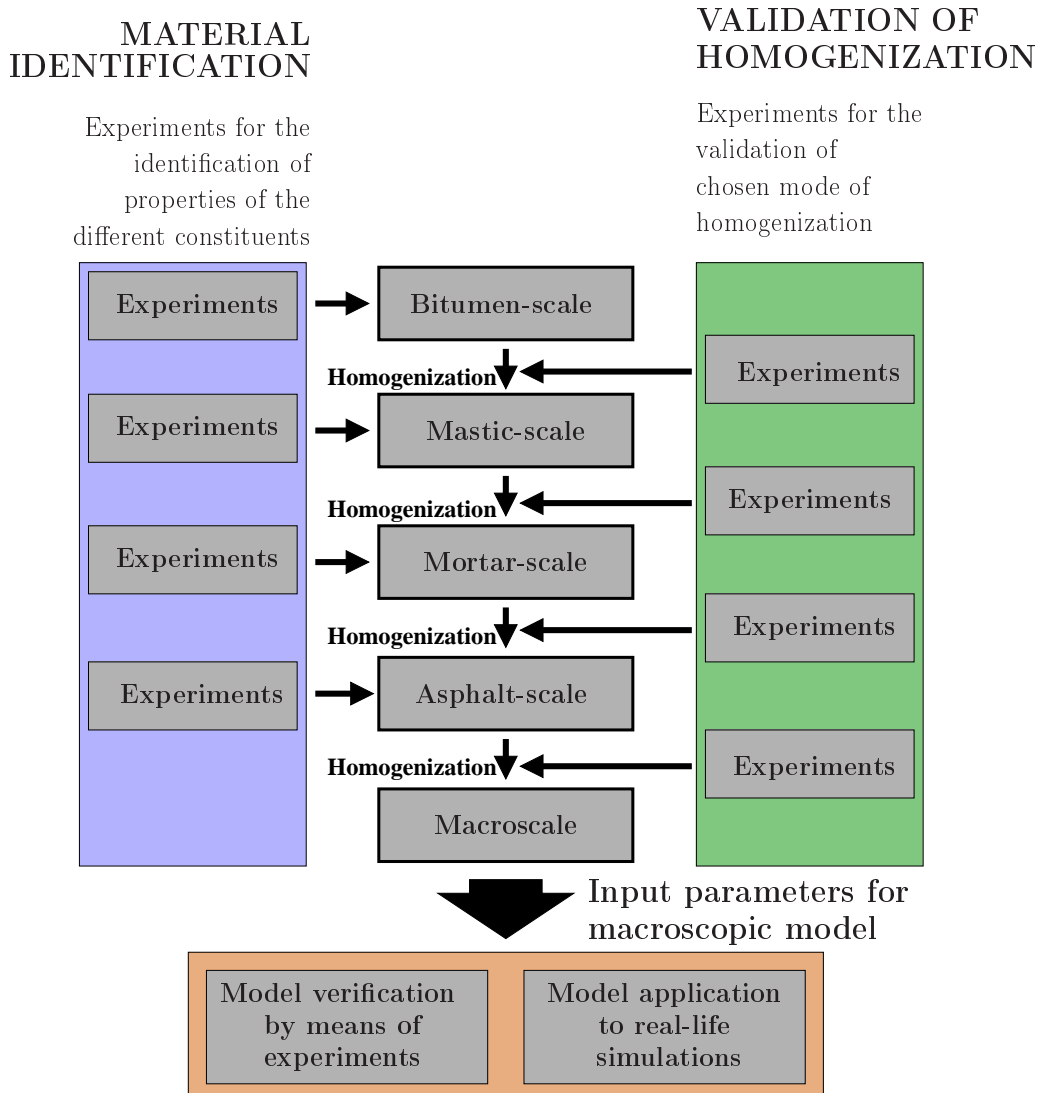 MATERIAL
IDENTIFICATION
Experiments for the
identification of
properties of the
different constituents
VALIDATION OF
HOMOGENIZATION
Experiments for the
validation of
chosen mode of
homogenization
Experiments
Bitumen-scale
Homogenization
Experiments
Experiments
Mastic-scale
Homogenization
Experiments
Experiments
Mortar-scale
Homogenization
Experiments
Experiments
Asphalt-scale
Homogenization
Experiments
Macroscale
Input parameters for
macroscopic model
Model verification
by means of
experiments
Model application
to real-life
simulations